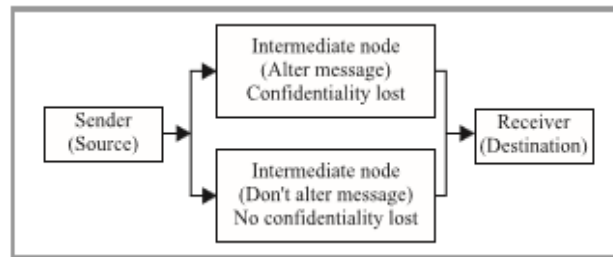 Sender
(Source)
Intermediate node
(Alter message)
Confidentiality lost
Intermediate node
(Don't alter message)
No confidentiality lost
Receiver
(Destination)